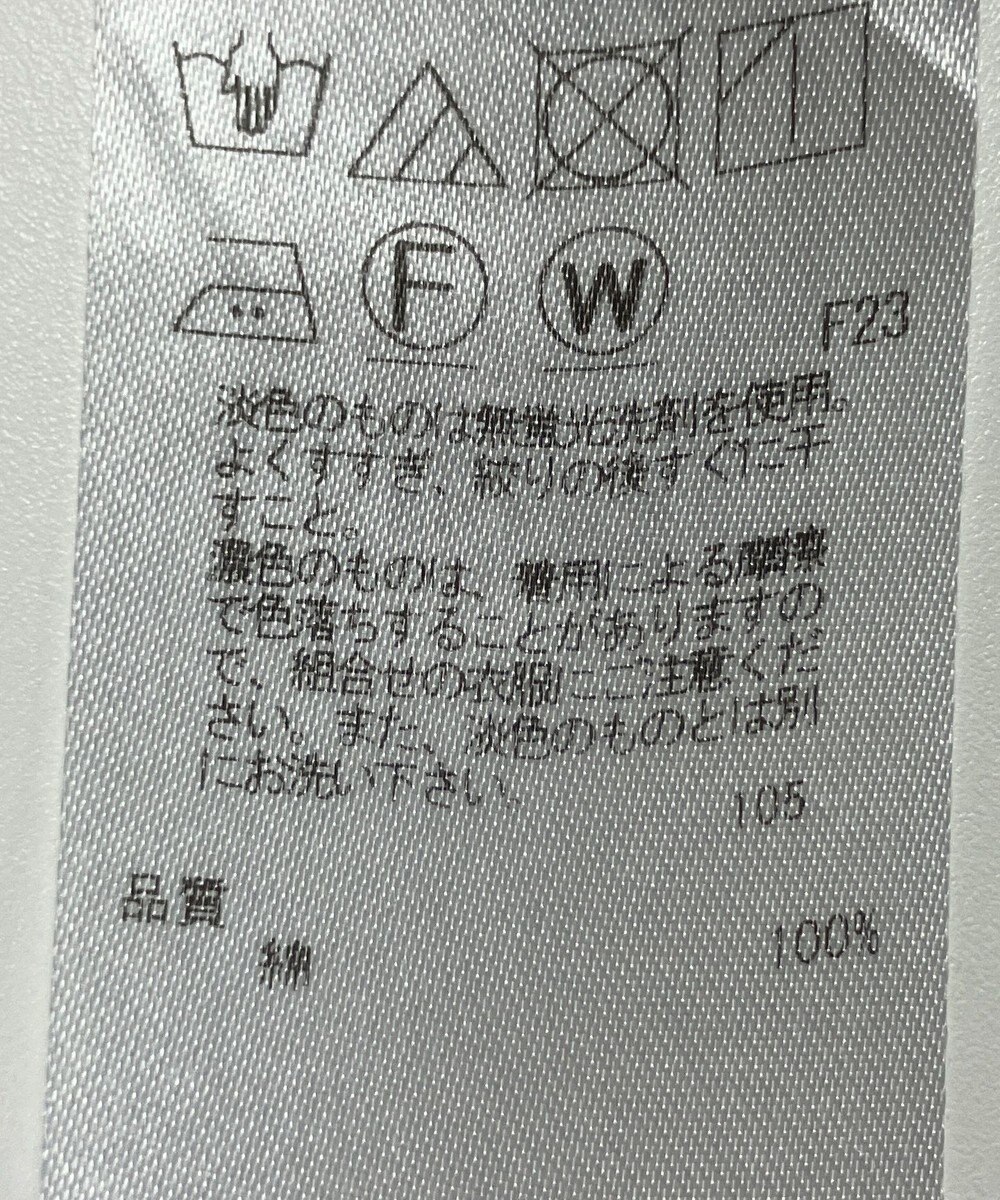 F W
F23
淡色のものは無蛍光洗剤を使用。
よくすすぎ、絞りの後すぐに干
すこと。
濃色のものは、着用による摩擦
で色落ちすることがありますの
で、組合せの衣服にご注意くだ
さい。また、淡色のものとは別
にお洗い下さい。
105
品質
綿 100%